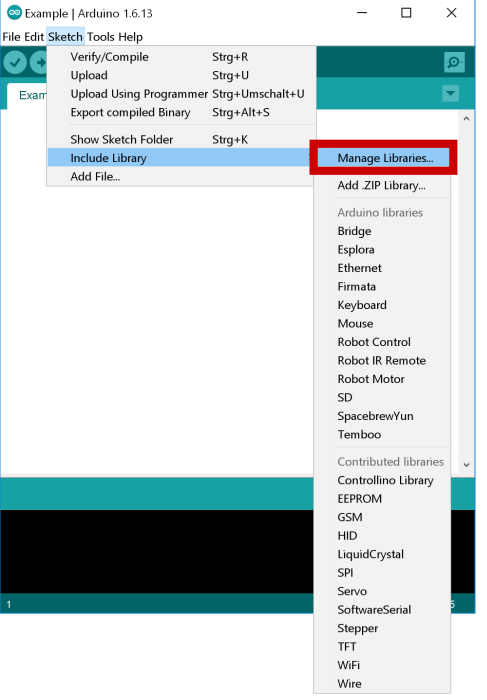 Example | Arduino 1.6.13
File Edit Sketch Tools Help
Verify/Compile Strg+R
Upload Strg+U
Upload Using Programmer Strg+Umschalt+U
Export compiled Binary Strg+Alt+S
Show Sketch Folder Strg+K
Include Library
Add File...
Exam
Manage Libraries...
Add .ZIP Library...
Arduino libraries
Bridge
Esplora
Ethernet
Firmata
Keyboard
Mouse
Robot Control
Robot IR Remote
Robot Motor
SD
SpacebrewYun
Temboo
Contributed libraries
Controllino Library
EEPROM
GSM
HID
LiquidCrystal
SPI
Servo
SoftwareSerial
Stepper
TFT
WiFi
Wire
1